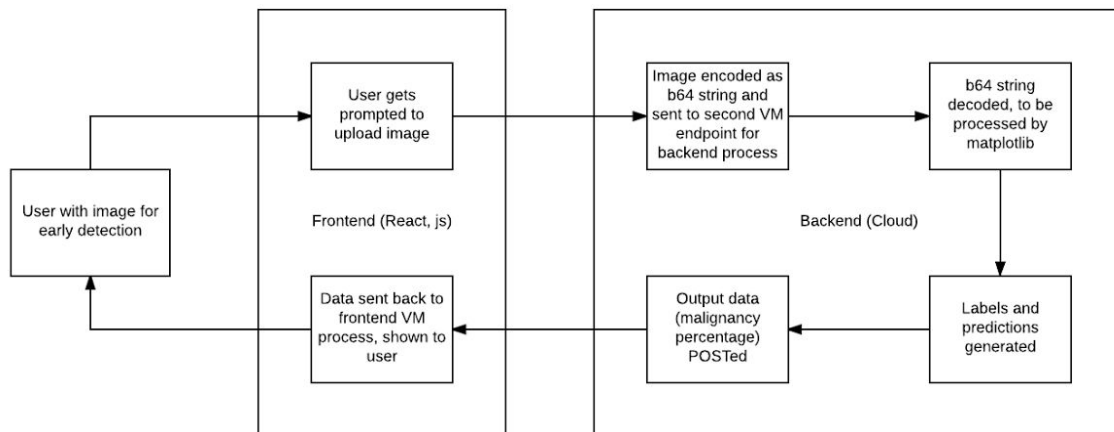 User with image for
early detection
User gets
prompted to
upload image
Frontend (React, js)
Data sent back to
frontend VM
process, shown to
user
Image encoded as
b64 string and
sent to second VM
endpoint for
backend process
b64 string
decoded, to be
processed by
matplotlib
Backend (Cloud)
Output data
(malignancy
percentage)
POSTed
Labels and
predictions
generated